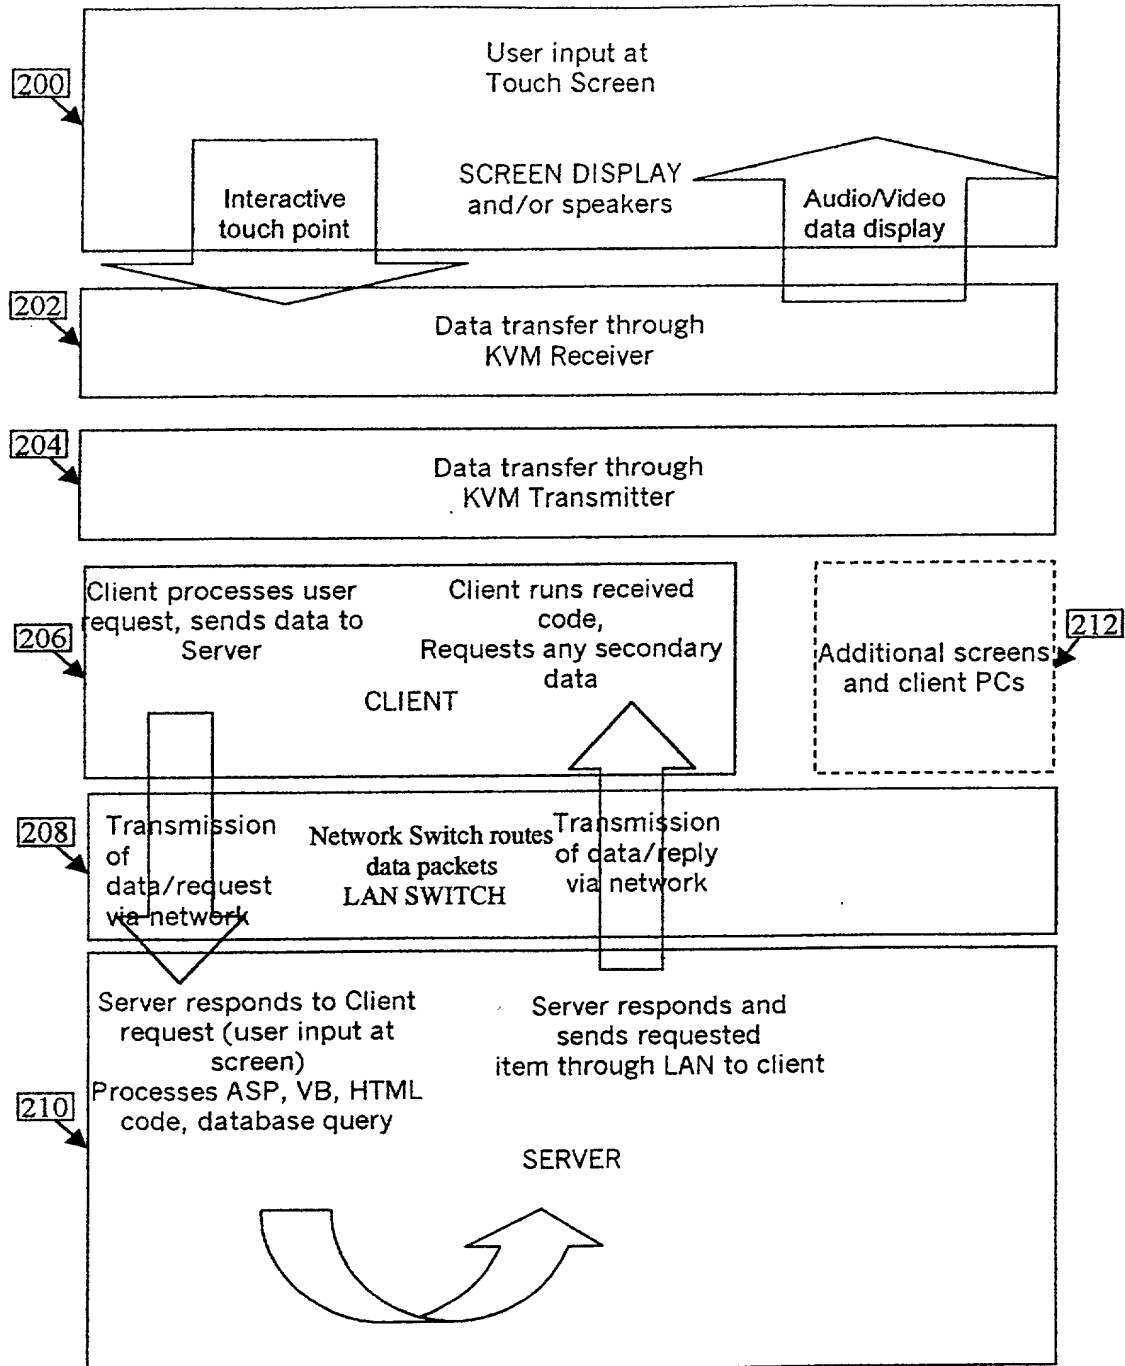 User input at
Touch Screen
200
SCREEN DISPLAY
and/or speakers
Interactive
touch point
Audio/Video
data display
202
Data transfer through
KVM Receiver
204
Data transfer through
KVM Transmitter
206
Client processes user
request, sends data to
Server
Client runs received
code,
Requests any secondary
data
CLIENT
212
Additional screens
and client PCs
208
Transmission
of
data/request
via network
Network Switch routes
data packets
LAN SWITCH
Transmission
of data/reply
via network
210
Server responds to Client
request (user input at
screen)
Processes ASP, VB, HTML
code, database query
Server responds and
sends requested
item through LAN to client
SERVER